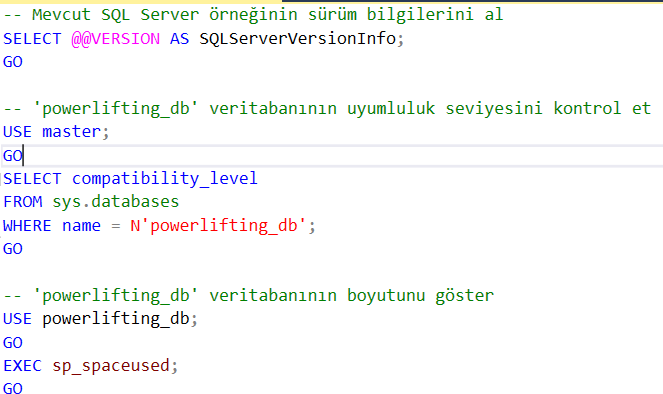 -- Mevcut SQL Server örneğinin sürüm bilgilerini al
SELECT @@VERSION AS SQLServerVersionInfo;
GO
-- 'powerlifting_db' veritabanının uyumluluk seviyesini kontrol et
USE master;
GO
SELECT compatibility_level
FROM sys.databases
WHERE name = N'powerlifting_db';
GO
-- 'powerlifting_db' veritabanının boyutunu göster
USE powerlifting_db;
GO
EXEC sp_spaceused;
GO